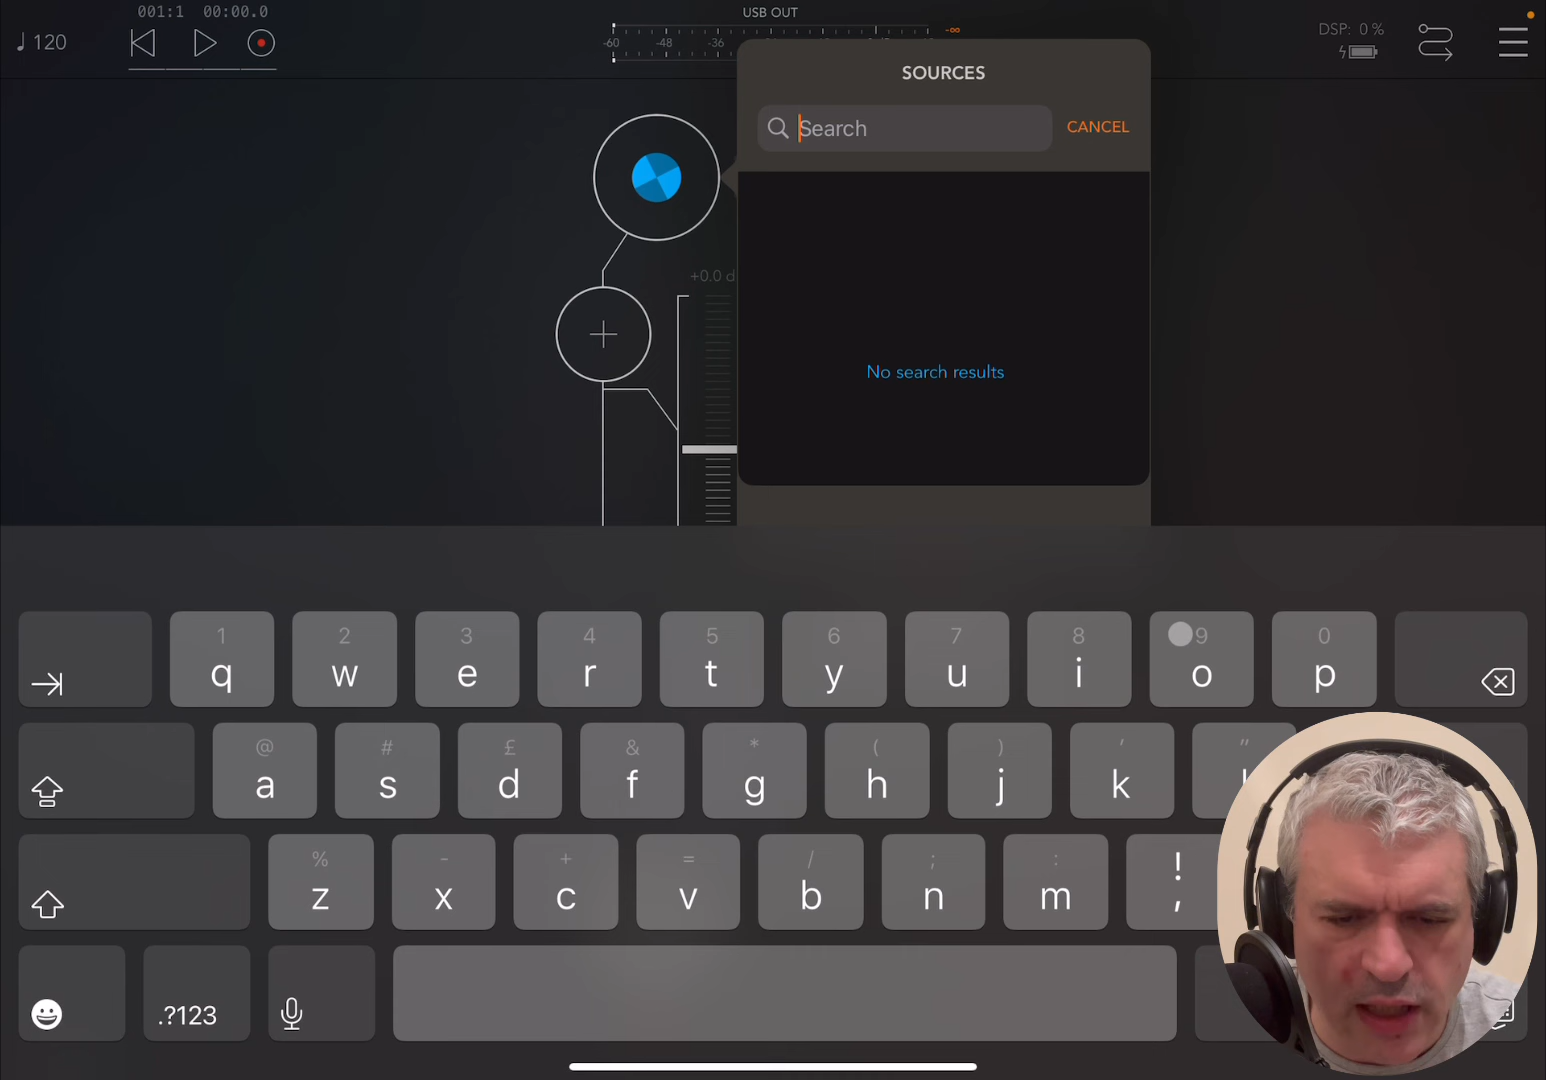 001:1 00:00.0
♩ 120
USB OUT
-60 -48 -36
-∞
DSP: 0 %
SOURCES
Search
CANCEL
+0.0 d
No search results
1 2 3 4 5 6 7 8 9 0
q w e r t y u i o p
@ # £ & * ( ) ' "
a s d f g h j k
% - + = / ; : !
z x c v b n m ,
.?123